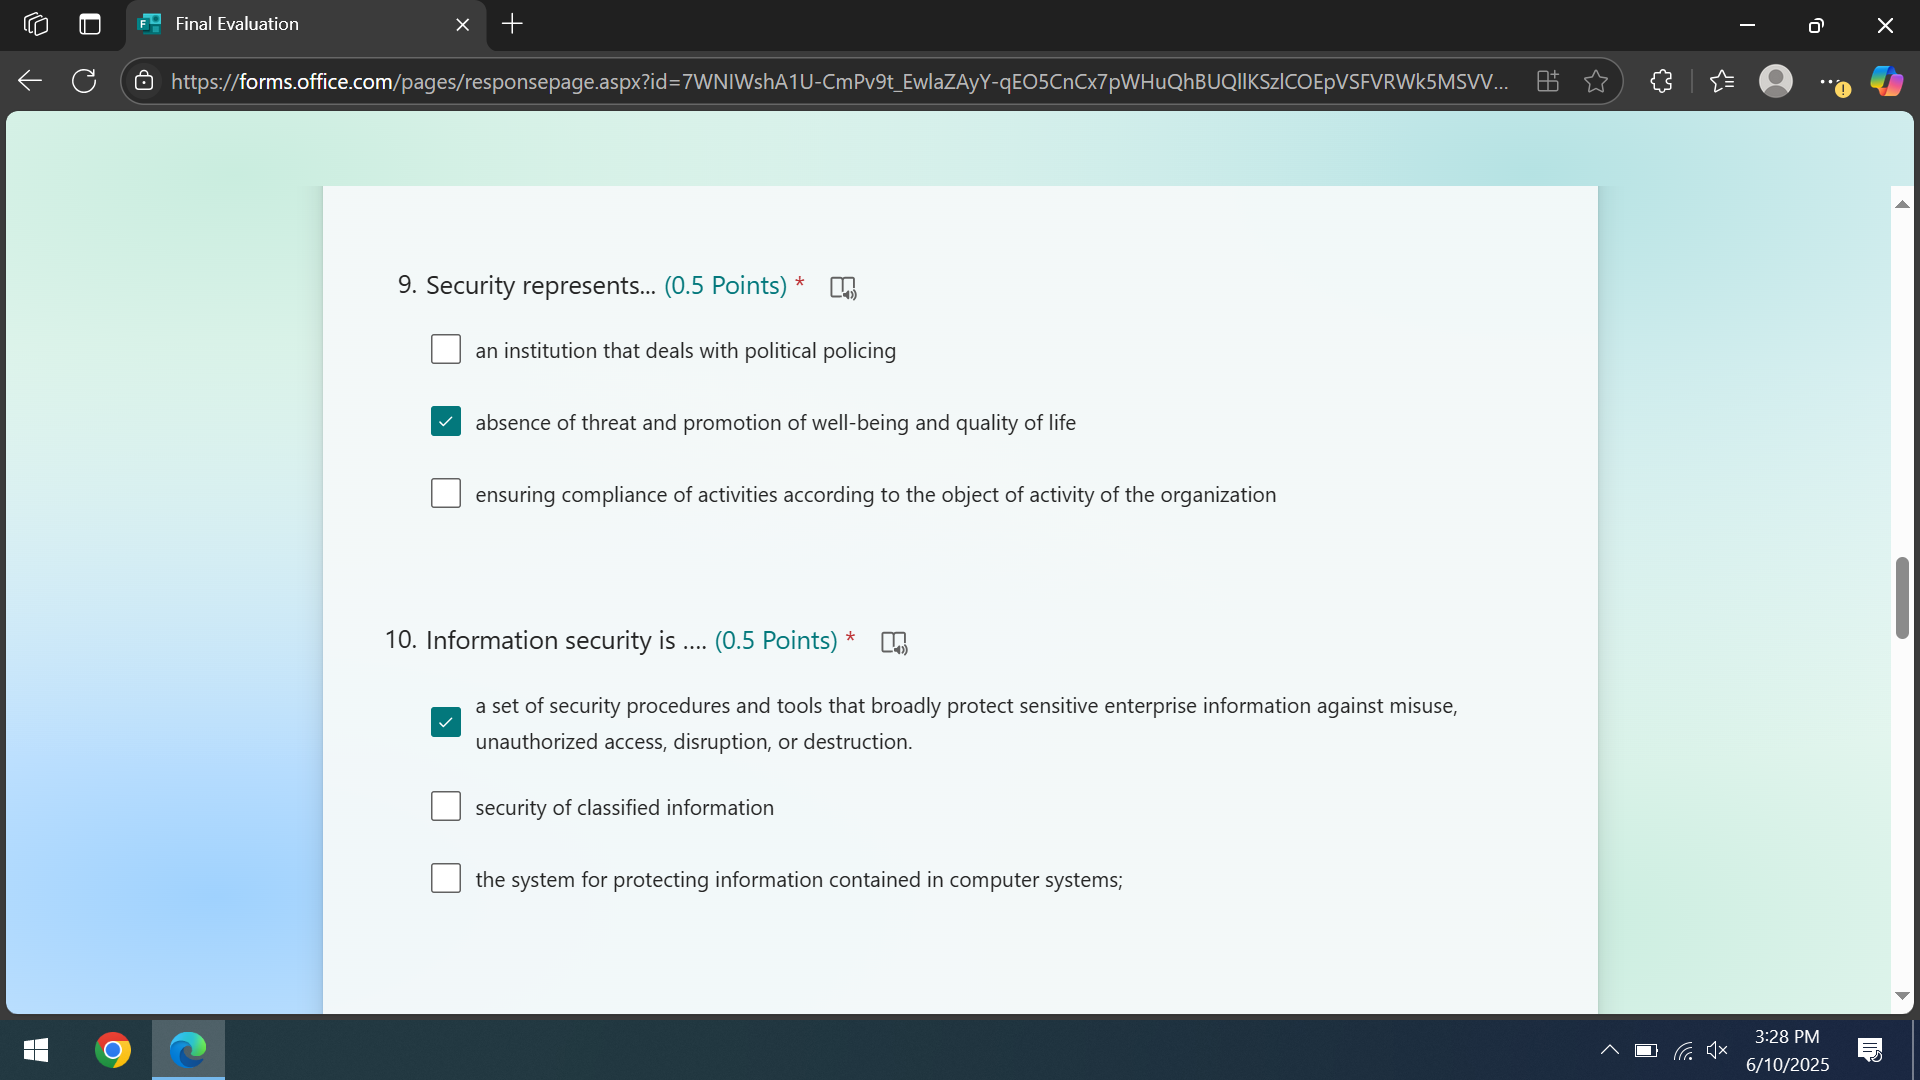 Final Evaluation
https://forms.office.com/pages/responsepage.aspx?id=7WNIWshA1U-CmPv9t_EwlaZAyY-qEO5CnCx7pWHuQhBUQllKSzlCOEpVSFVRWk5MSVV...
9. Security represents... (0.5 Points) *
an institution that deals with political policing
absence of threat and promotion of well-being and quality of life
ensuring compliance of activities according to the object of activity of the organization
10. Information security is .... (0.5 Points) *
a set of security procedures and tools that broadly protect sensitive enterprise information against misuse,
unauthorized access, disruption, or destruction.
security of classified information
the system for protecting information contained in computer systems;
3:28 PM
6/10/2025